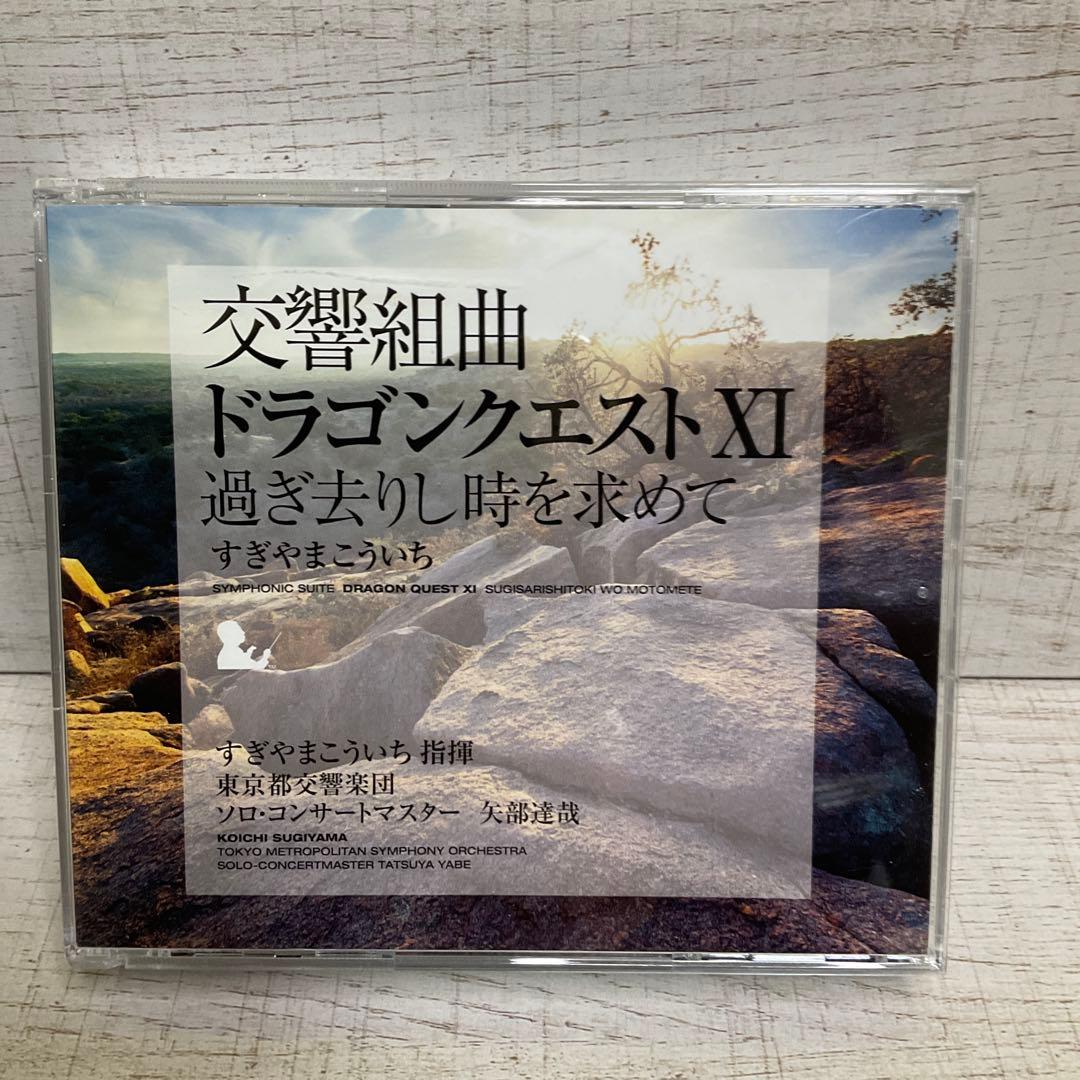 交響組曲
ドラゴンクエストXI
過ぎ去りし時を求めて
すぎやまこういち
SYMPHONIC SUITE DRAGON QUEST XI SUGISARISHITOKI WO MOTOMETE
すぎやまこういち 指揮
東京都交響楽団
ソロ・コンサートマスター 矢部達哉
KOICHI SUGIYAMA
TOKYO METROPOLITAN SYMPHONY ORCHESTRA
SOLO-CONCERTMASTER TATSUYA YABE